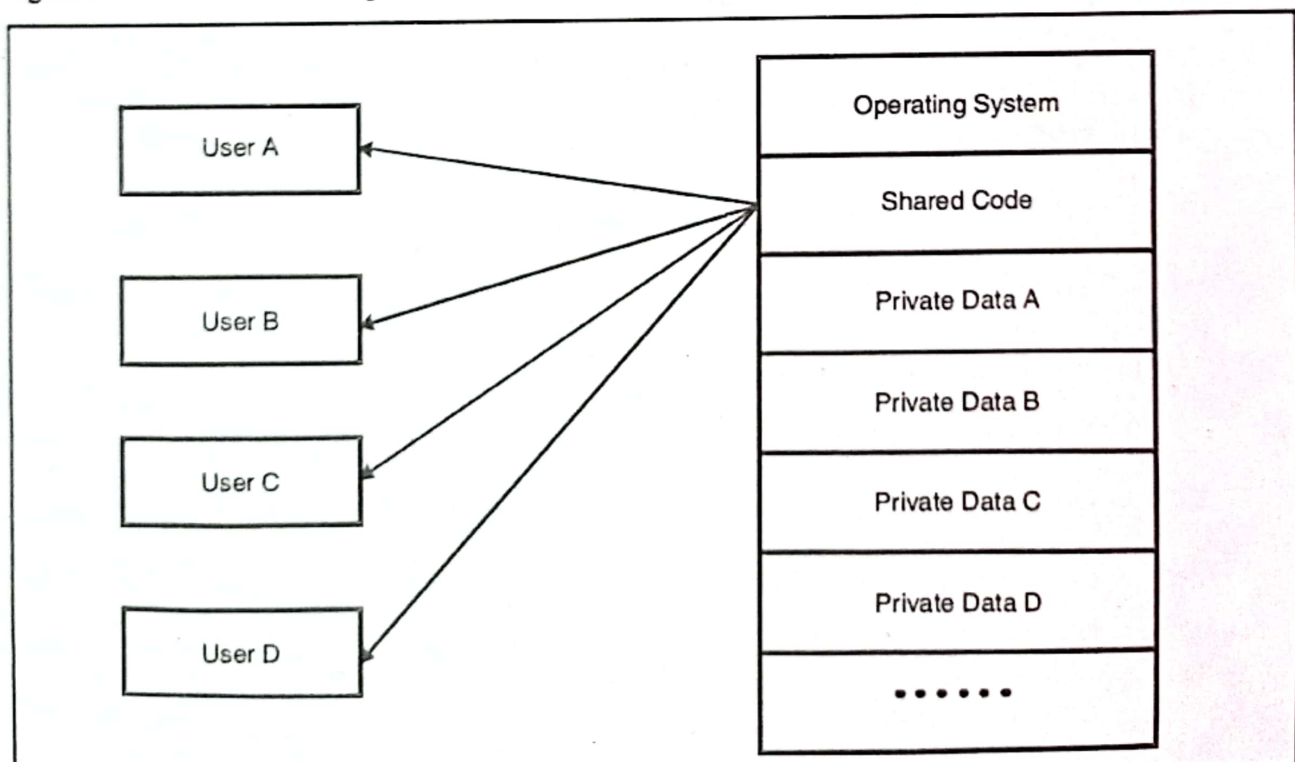 User A
User B
User C
User D
Operating System
Shared Code
Private Data A
Private Data B
Private Data C
Private Data D
......